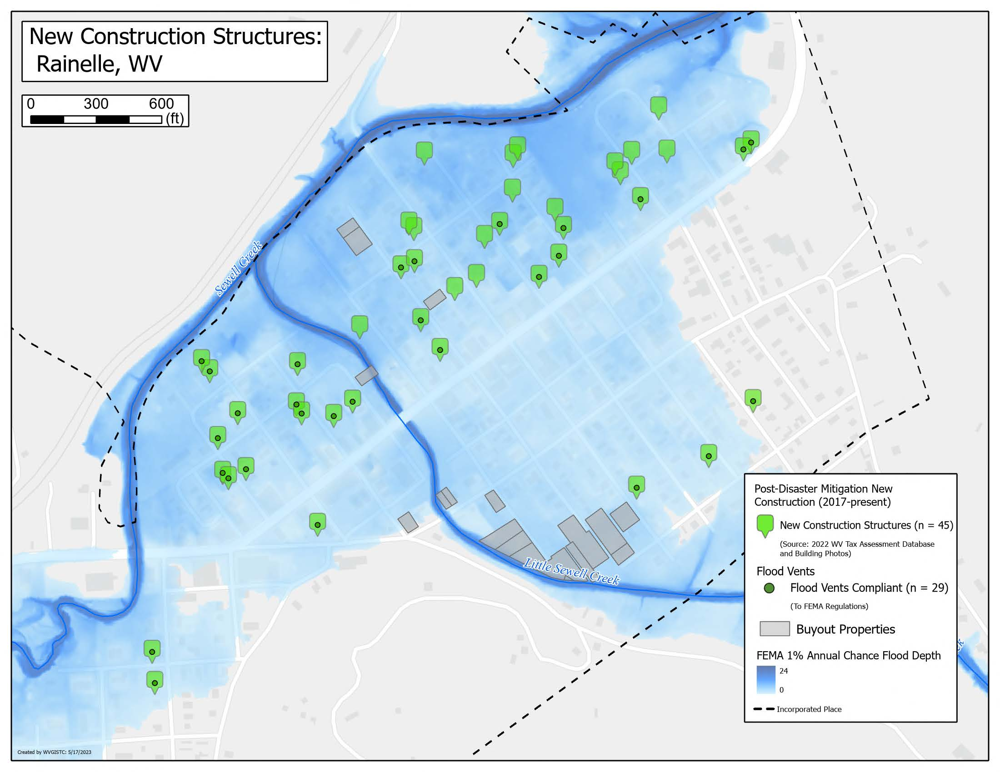 New Construction Structures:
Rainelle, WV
0 300 600
(ft)
Sewell Creek
Little Sewell Creek
Post-Disaster Mitigation New
Construction (2017-present)
New Construction Structures (n = 45)
(Source: 2022 WV Tax Assessment Database
and Building Photos)
Flood Vents
Flood Vents Compliant (n = 29)
(To FEMA Regulations)
Buyout Properties
FEMA 1% Annual Chance Flood Depth
24
0
Incorporated Place
Created by WVGISTC: 5/17/2023